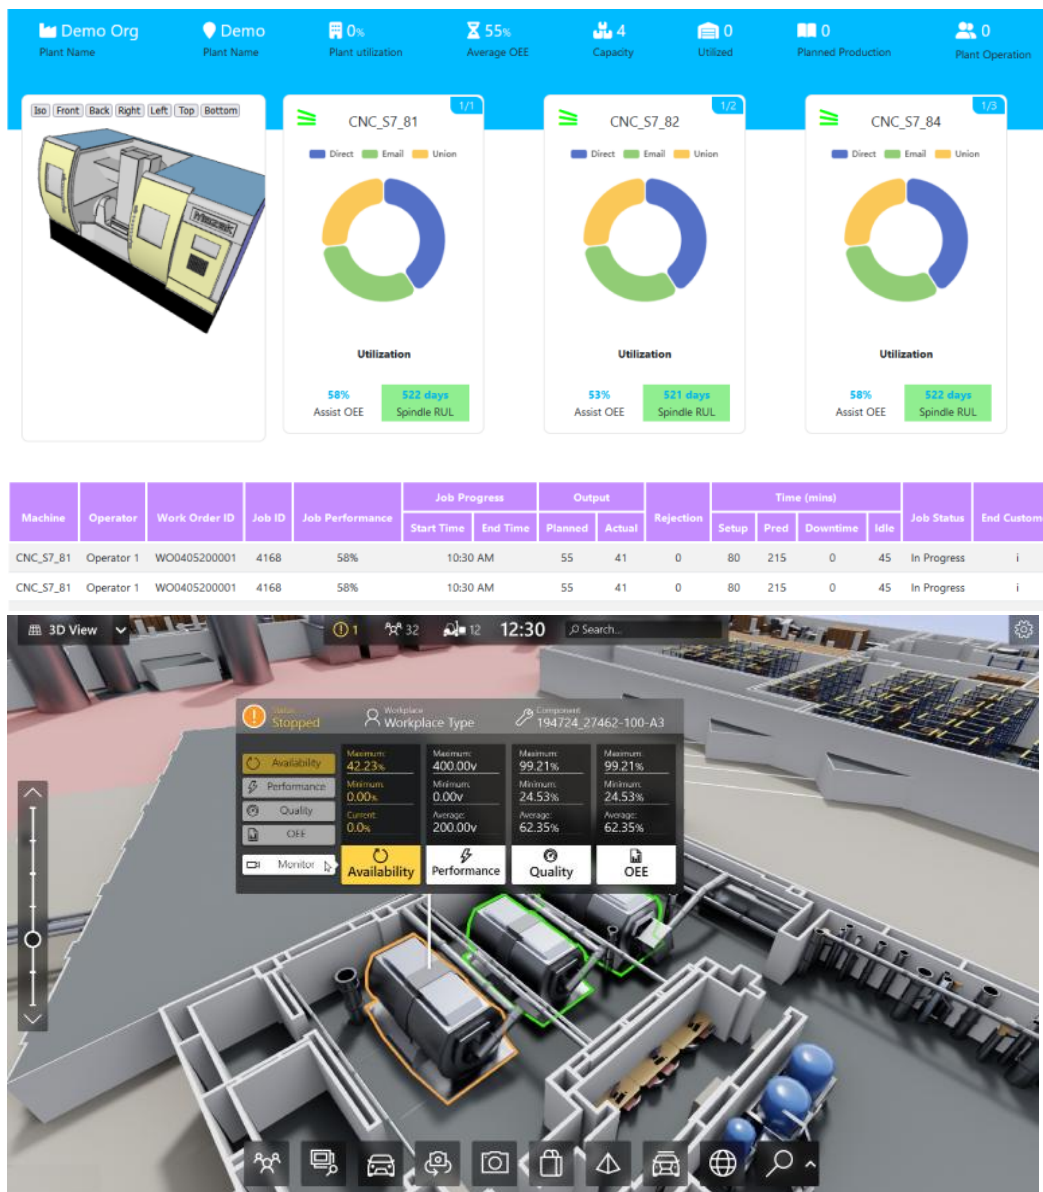 Demo Org
Plant Name
Demo
Plant Name
0%
Plant utilization
55%
Average OEE
4
Capacity
0
Utilized
0
Planned Production
0
Plant Operation
Iso Front Back Right Left Top Bottom
Mazak
1/1
CNC_S7_81
Direct Email Union
Utilization
58%
Assist OEE
522 days
Spindle RUL
1/2
CNC_S7_82
Direct Email Union
Utilization
53%
Assist OEE
521 days
Spindle RUL
1/3
CNC_S7_84
Direct Email Union
Utilization
58%
Assist OEE
522 days
Spindle RUL
Job Progress Output Time (mins)
Machine Operator Work Order ID Job ID Job Performance Rejection Job Status End Custom
Start Time End Time Planned Actual Setup Pred Downtime Idle
CNC_S7_81 Operator 1 WO0405200001 4168 58% 10:30 AM 55 41 0 80 215 0 45 In Progress i
CNC_S7_81 Operator 1 WO0405200001 4168 58% 10:30 AM 55 41 0 80 215 0 45 In Progress i
3D View 1 32 12 12:30 Search...
Status
Stopped
Workplace
Workplace Type
Component
194724_27462-100-A3
Availability
Performance
Quality
OEE
Monitor
Maximum:
42.23%
Minimum:
0.00%
Current:
0.0%
Availability
Maximum:
400.00v
Minimum:
0.00v
Average:
200.00v
Performance
Maximum:
99.21%
Minimum:
24.53%
Average:
62.35%
Quality
Maximum:
99.21%
Minimum:
24.53%
Average:
62.35%
OEE